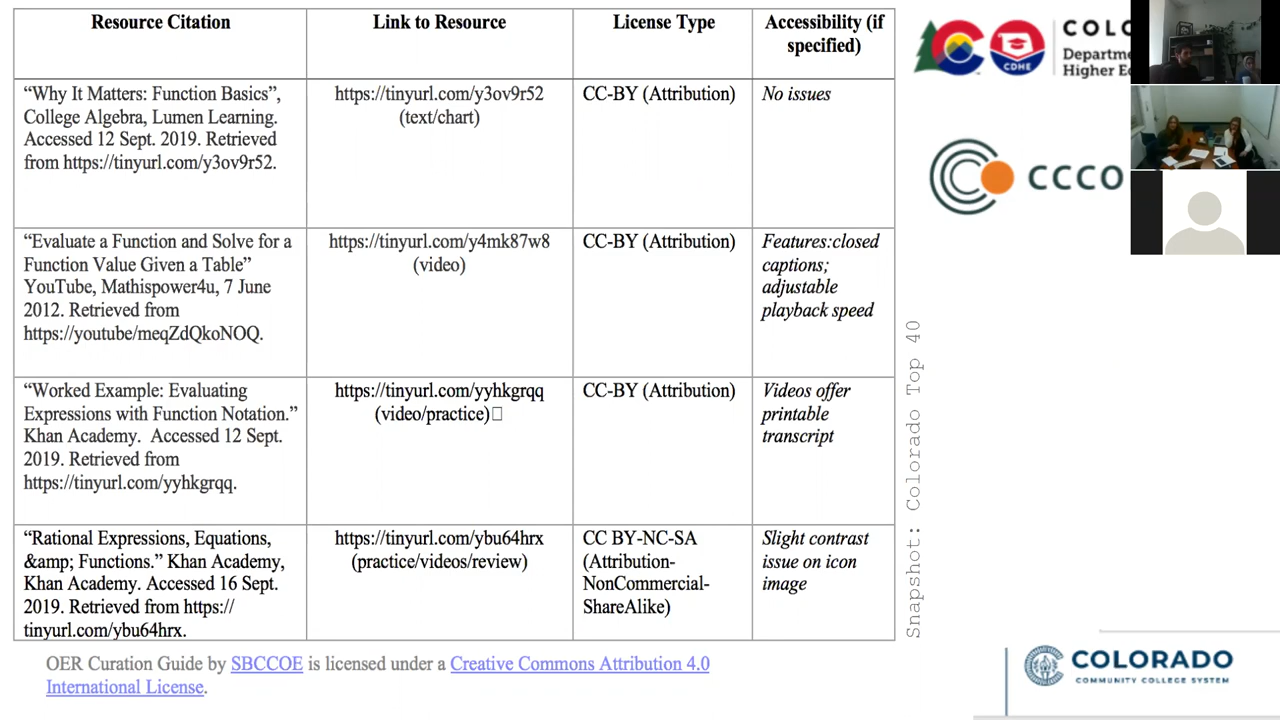 Resource Citation
Link to Resource
License Type
Accessibility (if
specified)
“Why It Matters: Function Basics”,
College Algebra, Lumen Learning.
Accessed 12 Sept. 2019. Retrieved
from https://tinyurl.com/y3ov9r52.
https://tinyurl.com/y3ov9r52
(text/chart)
CC-BY (Attribution)
No issues
“Evaluate a Function and Solve for a
Function Value Given a Table”
YouTube, Mathispower4u, 7 June
2012. Retrieved from
https://youtube/meqZdQkoNOQ.
https://tinyurl.com/y4mk87w8
(video)
CC-BY (Attribution)
Features:closed
captions;
adjustable
playback speed
“Worked Example: Evaluating
Expressions with Function Notation.”
Khan Academy.  Accessed 12 Sept.
2019. Retrieved from
https://tinyurl.com/yyhkgrqq.
https://tinyurl.com/yyhkgrqq
(video/practice)
CC-BY (Attribution)
Videos offer
printable
transcript
“Rational Expressions, Equations,
&amp; Functions.” Khan Academy,
Khan Academy. Accessed 16 Sept.
2019. Retrieved from https://
tinyurl.com/ybu64hrx.
https://tinyurl.com/ybu64hrx
(practice/videos/review)
CC BY-NC-SA
(Attribution-
NonCommercial-
ShareAlike)
Slight contrast
issue on icon
image
OER Curation Guide by SBCCOE is licensed under a Creative Commons Attribution 4.0
International License.
Snapshot: Colorado Top 40
CDHE
COLO
Department
Higher Ed
CCCO
COLORADO
COMMUNITY COLLEGE SYSTEM